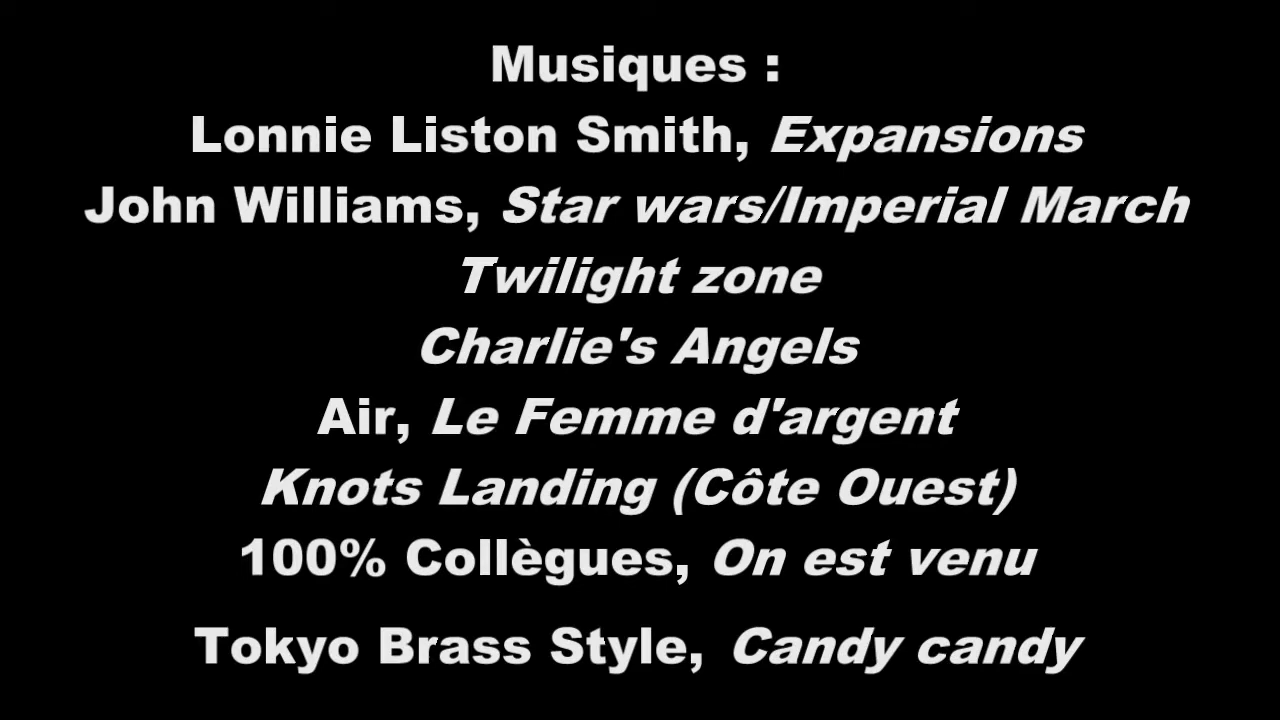 Musiques :
Lonnie Liston Smith, Expansions
John Williams, Star wars/Imperial March
Twilight zone
Charlie's Angels
Air, Le Femme d'argent
Knots Landing (Côte Ouest)
100% Collègues, On est venu
Tokyo Brass Style, Candy candy